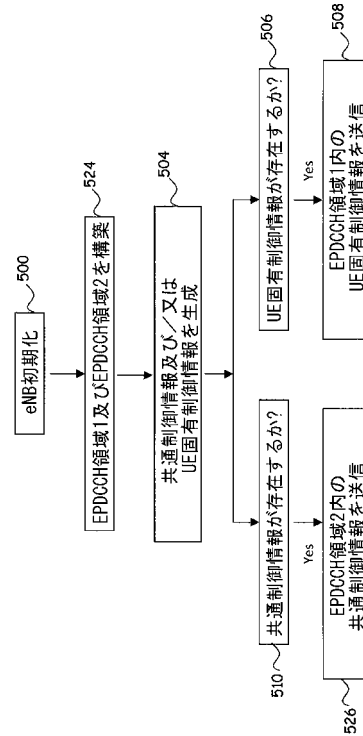 eNB初期化
500
EPDCCH領域1及びEPDCCH領域2を構築
524
共通制御情報及び／又は
UE固有制御情報を生成
504
共通制御情報が存在するか?
510
UE固有制御情報が存在するか?
506
Yes
Yes
EPDCCH領域2内の
共通制御情報を送信
526
EPDCCH領域1内の
UE固有制御情報を送信
508